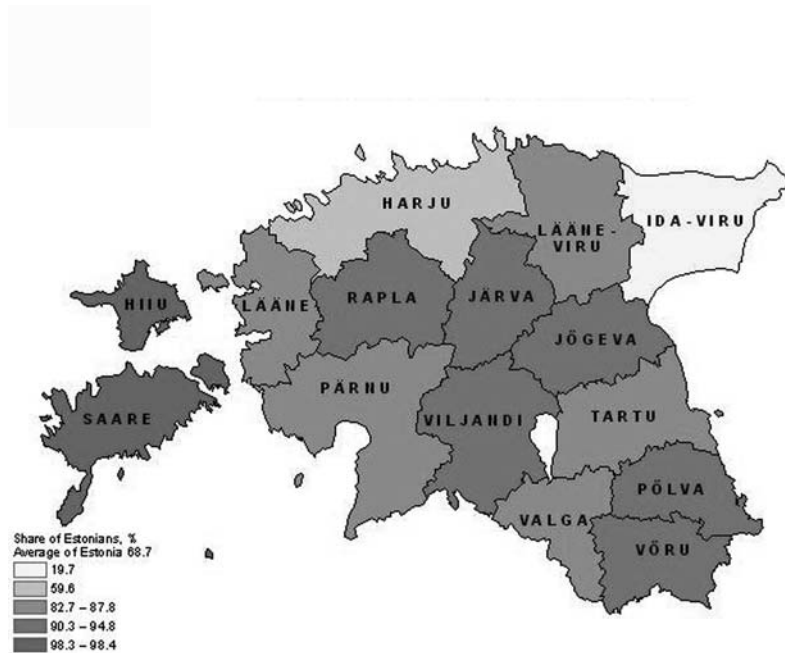 HARJU
LÄÄNE-
VIRU
IDA-VIRU
HIIU
LÄÄNE
RAPLA
JÄRVA
JÕGEVA
SAARE
PÄRNU
VILJANDI
TARTU
PÕLVA
VALGA
VÕRU
Share of Estonians, %
Average of Estonia 68.7
19.7
59.6
82.7 – 87.8
90.3 – 94.8
98.3 – 98.4